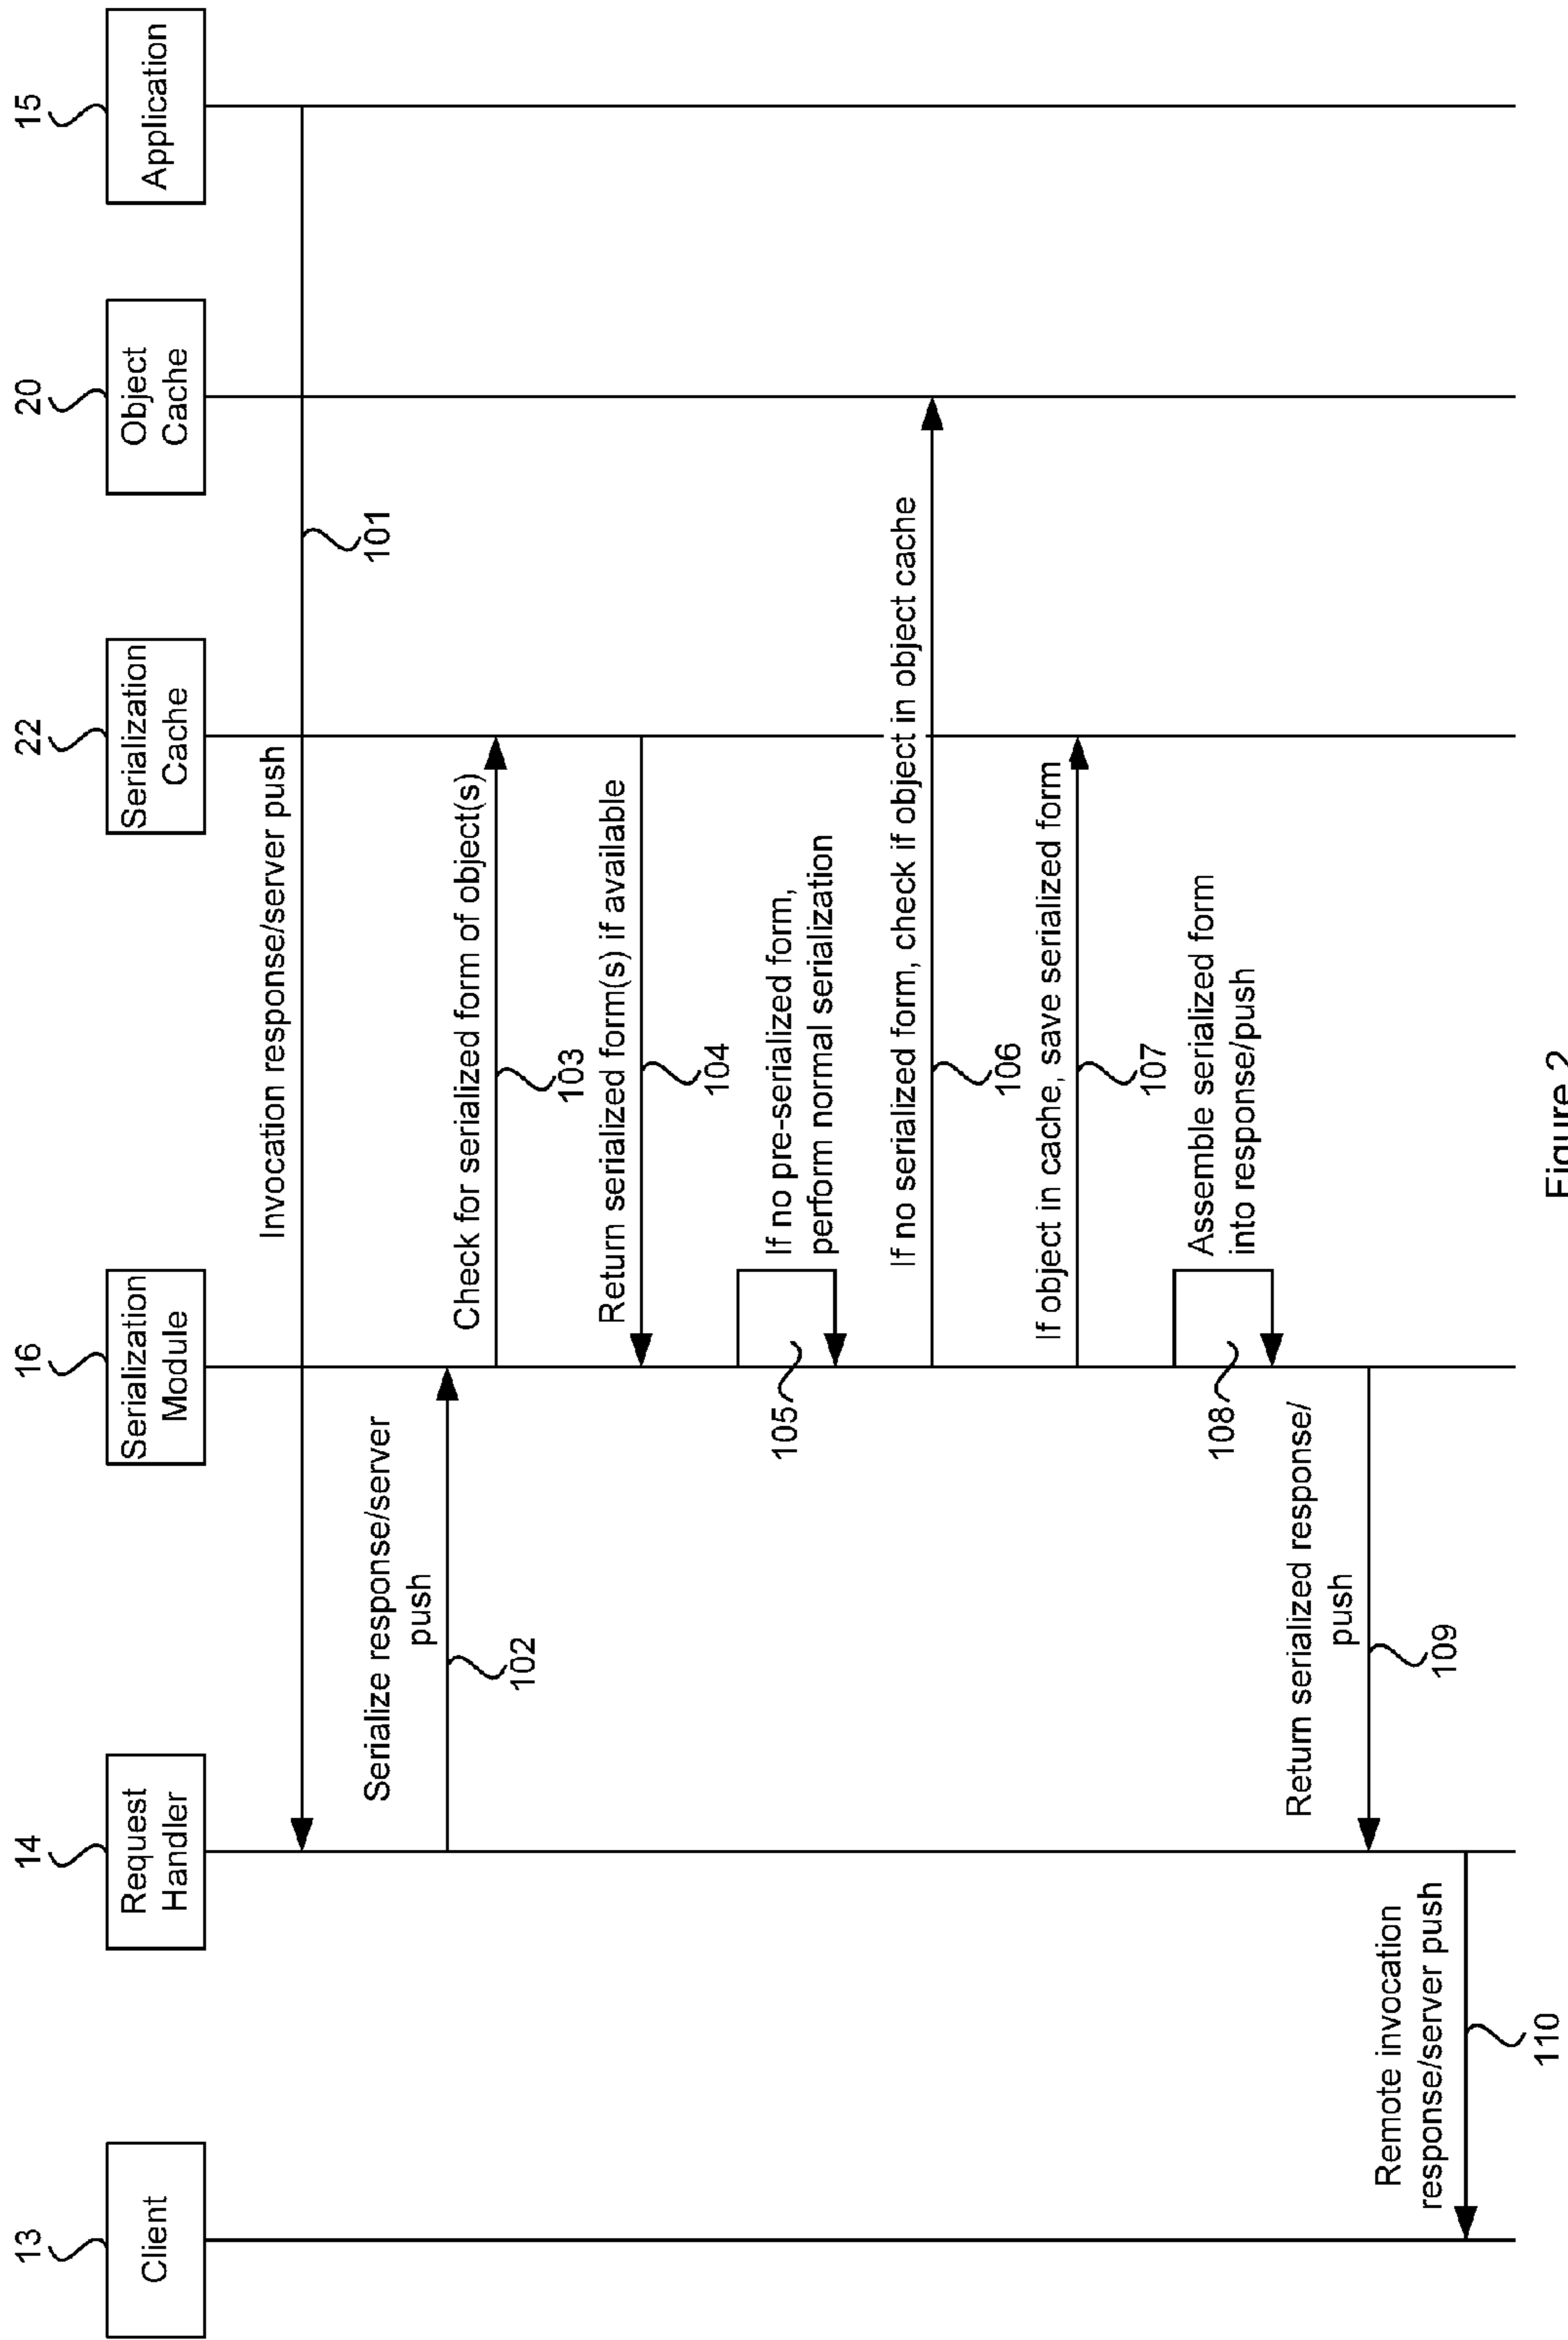 13
14
16
22
20
15
Client
Request
Handler
Serialization
Module
Serialization
Cache
Object
Cache
Application
Invocation response/server push
101
Serialize response/server
push
102
Check for serialized form of object(s)
103
Return serialized form(s) if available
104
If no pre-serialized form,
perform normal serialization
105
If no serialized form, check if object in object cache
106
If object in cache, save serialized form
107
Assemble serialized form
into response/push
108
Return serialized response/
push
109
Remote invocation
response/server push
110
Figure 2